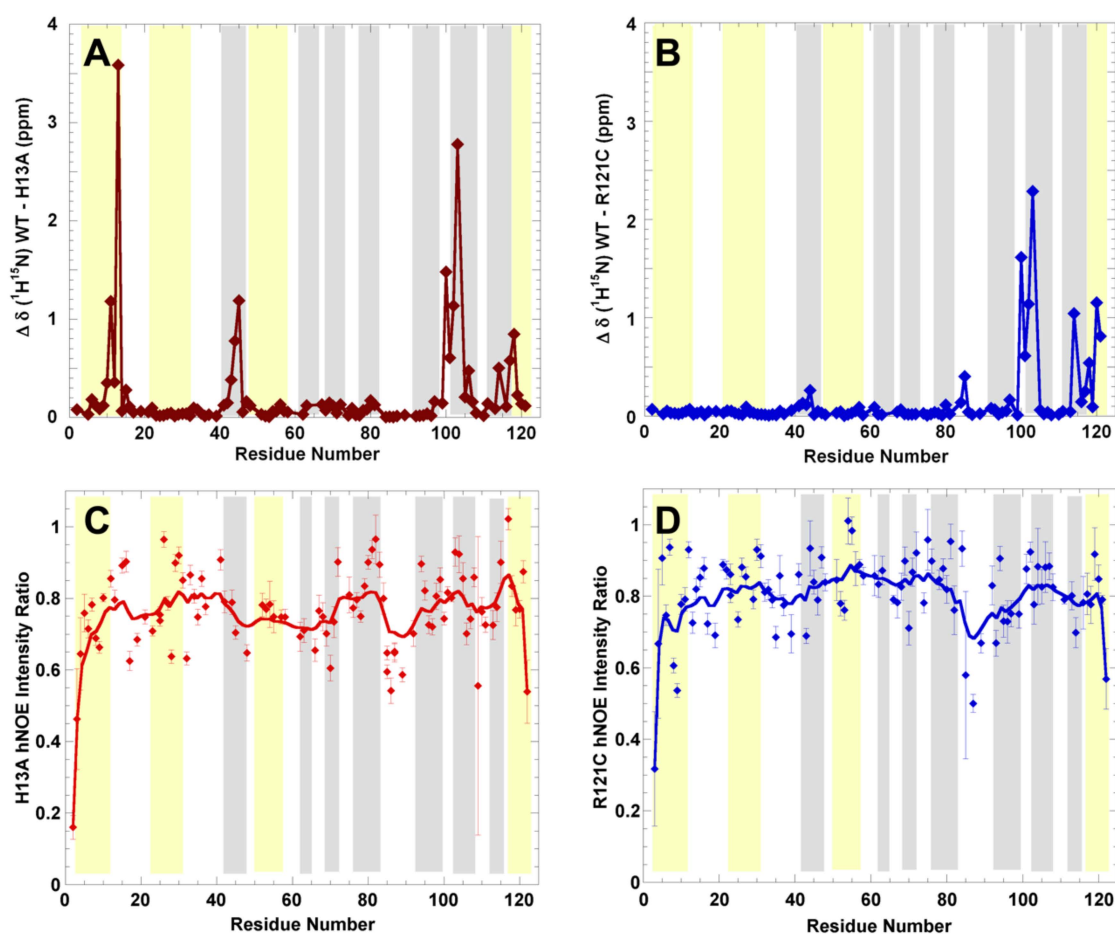 A
Δ δ (¹H¹⁵N) WT - H13A (ppm)
4
3
2
1
0
0 20 40 60 80 100 120
Residue Number
B
Δ δ (¹H¹⁵N) WT - R121C (ppm)
4
3
2
1
0
0 20 40 60 80 100 120
Residue Number
C
H13A hNOE Intensity Ratio
1
0.8
0.6
0.4
0.2
0
0 20 40 60 80 100 120
Residue Number
D
R121C hNOE Intensity Ratio
1
0.8
0.6
0.4
0.2
0
0 20 40 60 80 100 120
Residue Number